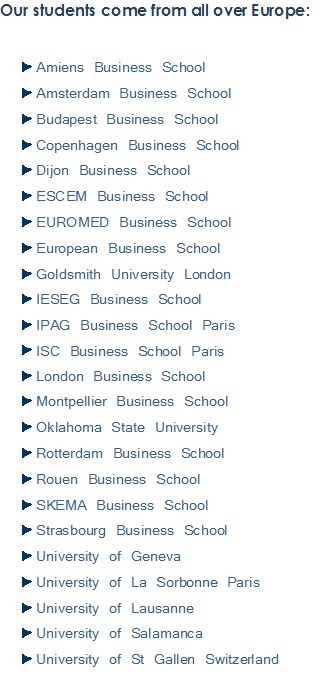 Our students come from all over Europe:
Amiens Business School
Amsterdam Business School
Budapest Business School
Copenhagen Business School
Dijon Business School
ESCEM Business School
EUROMED Business School
European Business School
Goldsmith University London
IESEG Business School
IPAG Business School Paris
ISC Business School Paris
London Business School
Montpellier Business School
Oklahoma State University
Rotterdam Business School
Rouen Business School
SKEMA Business School
Strasbourg Business School
University of Geneva
University of La Sorbonne Paris
University of Lausanne
University of Salamanca
University of St Gallen Switzerland